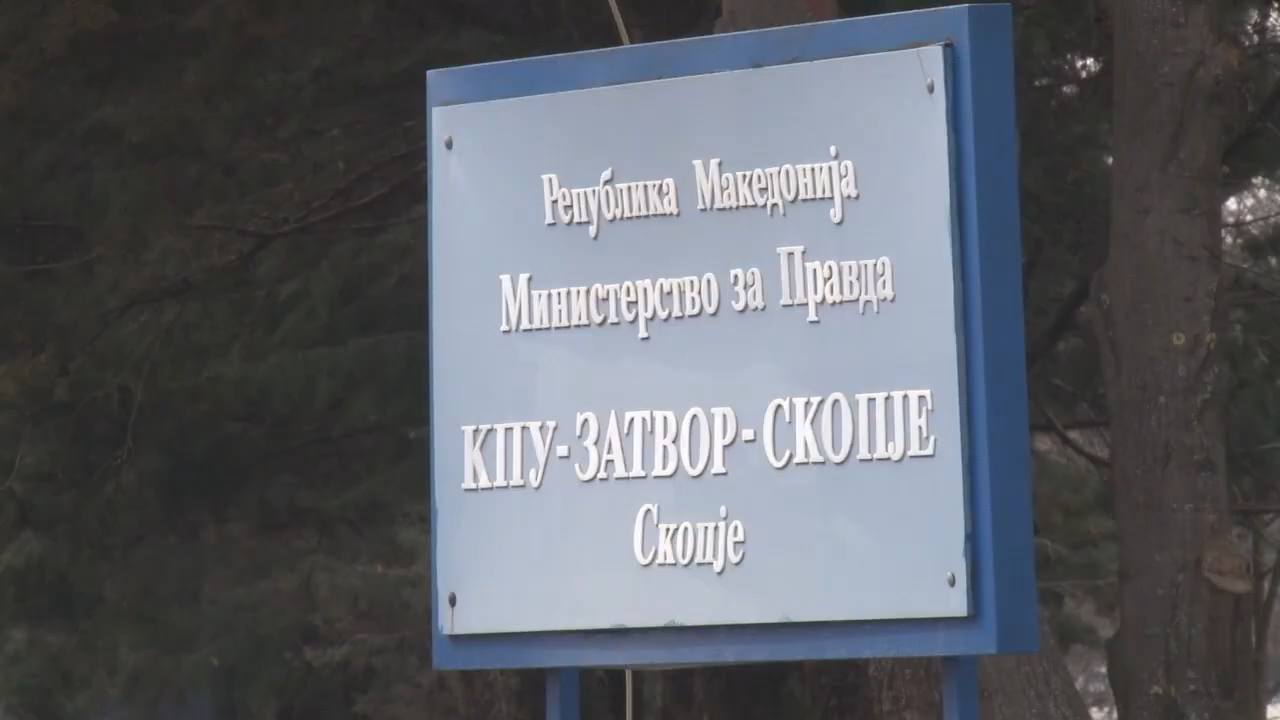 Република Македонија
Министерство за Правда
КПУ-ЗАТВОР-СКОПЈЕ
Скопје